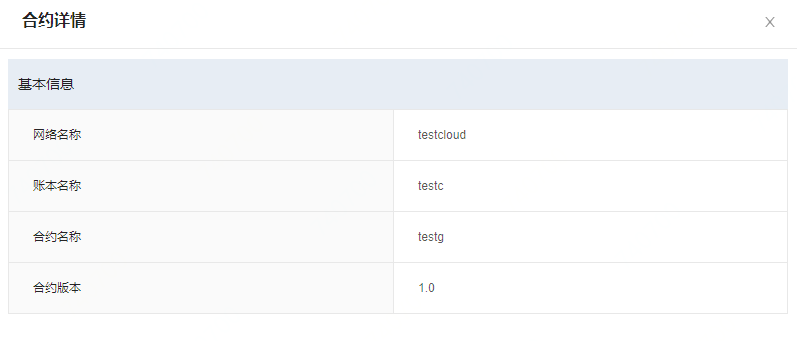 合约详情
基本信息
网络名称 testcloud
账本名称 testc
合约名称 testg
合约版本 1.0